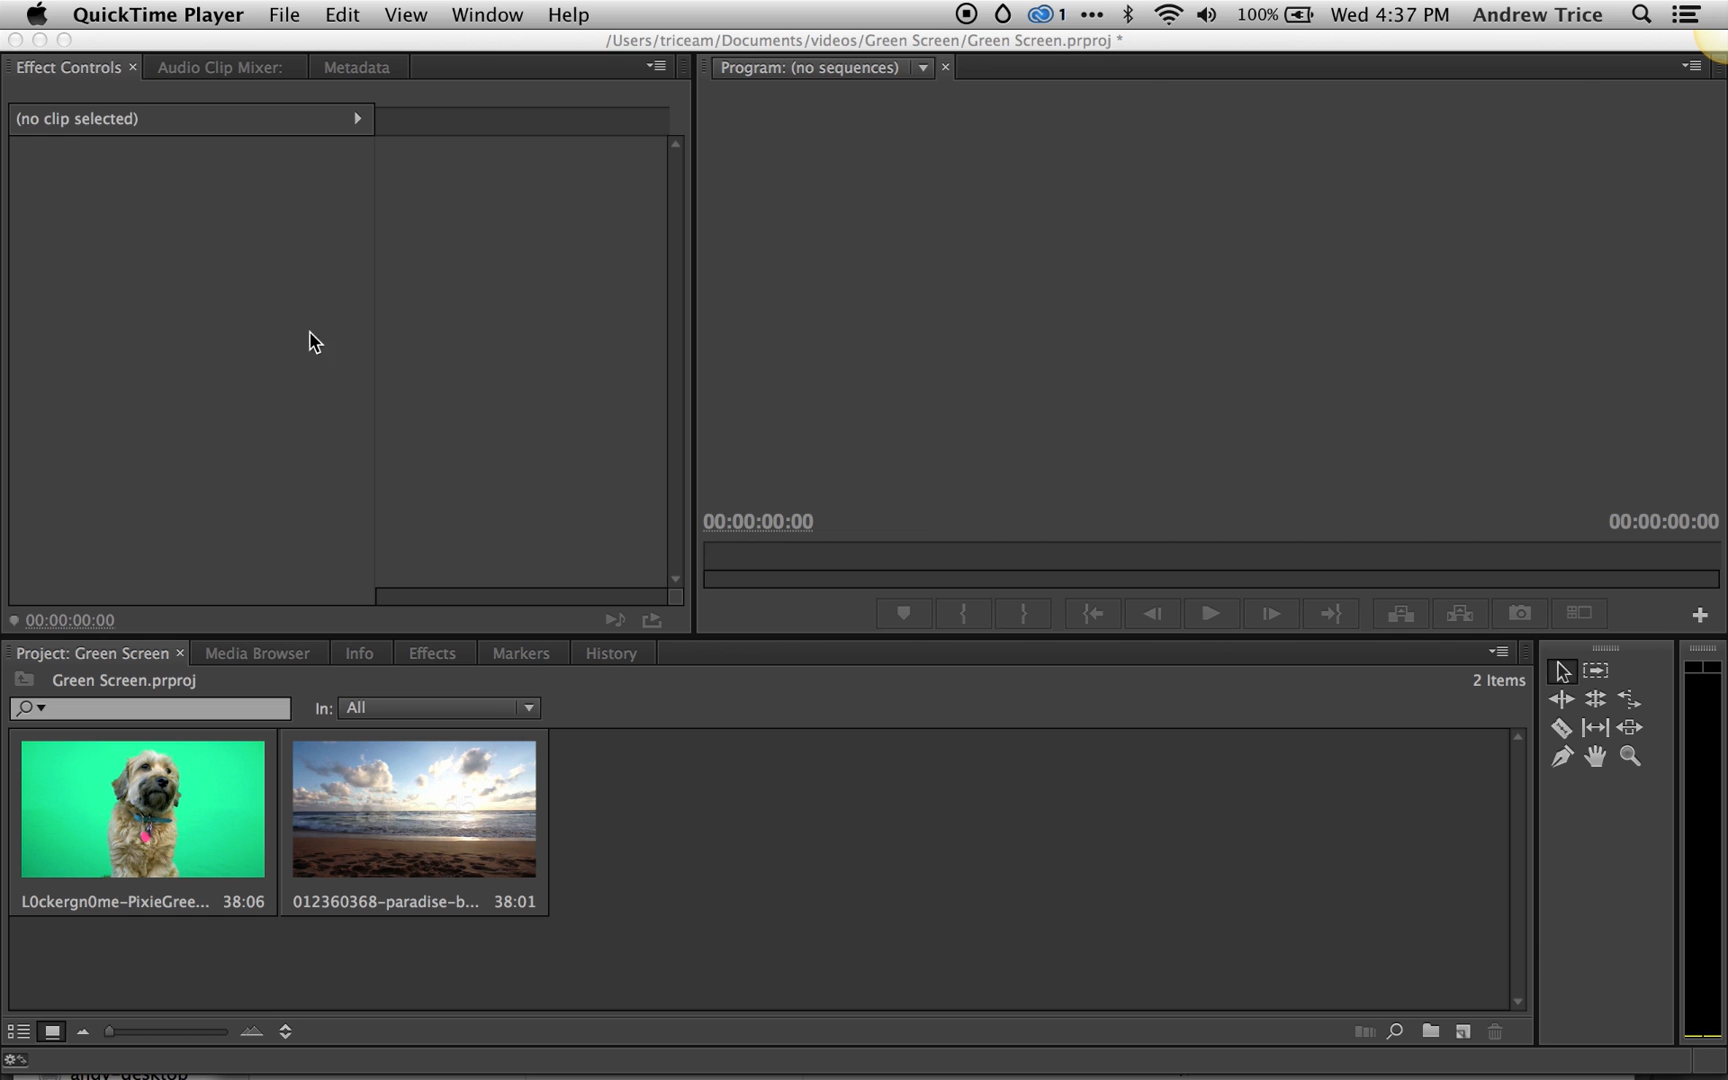 QuickTime Player File Edit View Window Help 1 100% Wed 4:37 PM Andrew Trice
/Users/triceam/Documents/videos/Green Screen/Green Screen.prproj *
Effect Controls × Audio Clip Mixer: Metadata Program: (no sequences) ×
(no clip selected)
00:00:00:00 00:00:00:00
00:00:00:00
Project: Green Screen × Media Browser Info Effects Markers History
Green Screen.prproj 2 Items
In: All
L0ckergn0me-PixieGree... 38:06 012360368-paradise-b... 38:01
andy desktop